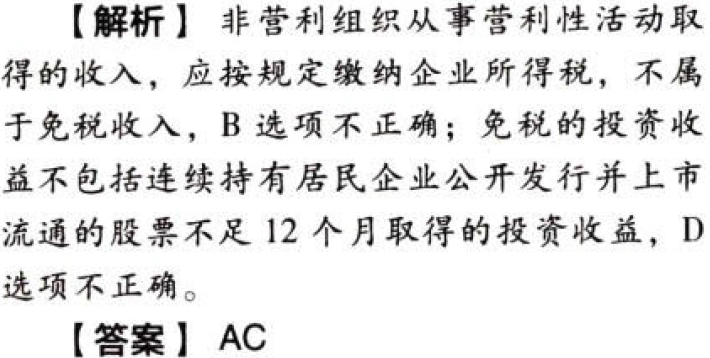 【解析】 非营利组织从事营利性活动取
得的收入，应按规定缴纳企业所得税，不属
于免税收入，B 选项不正确；免税的投资收
益不包括连续持有居民企业公开发行并上市
流通的股票不足 12 个月取得的投资收益，D
选项不正确。
【答案】 AC